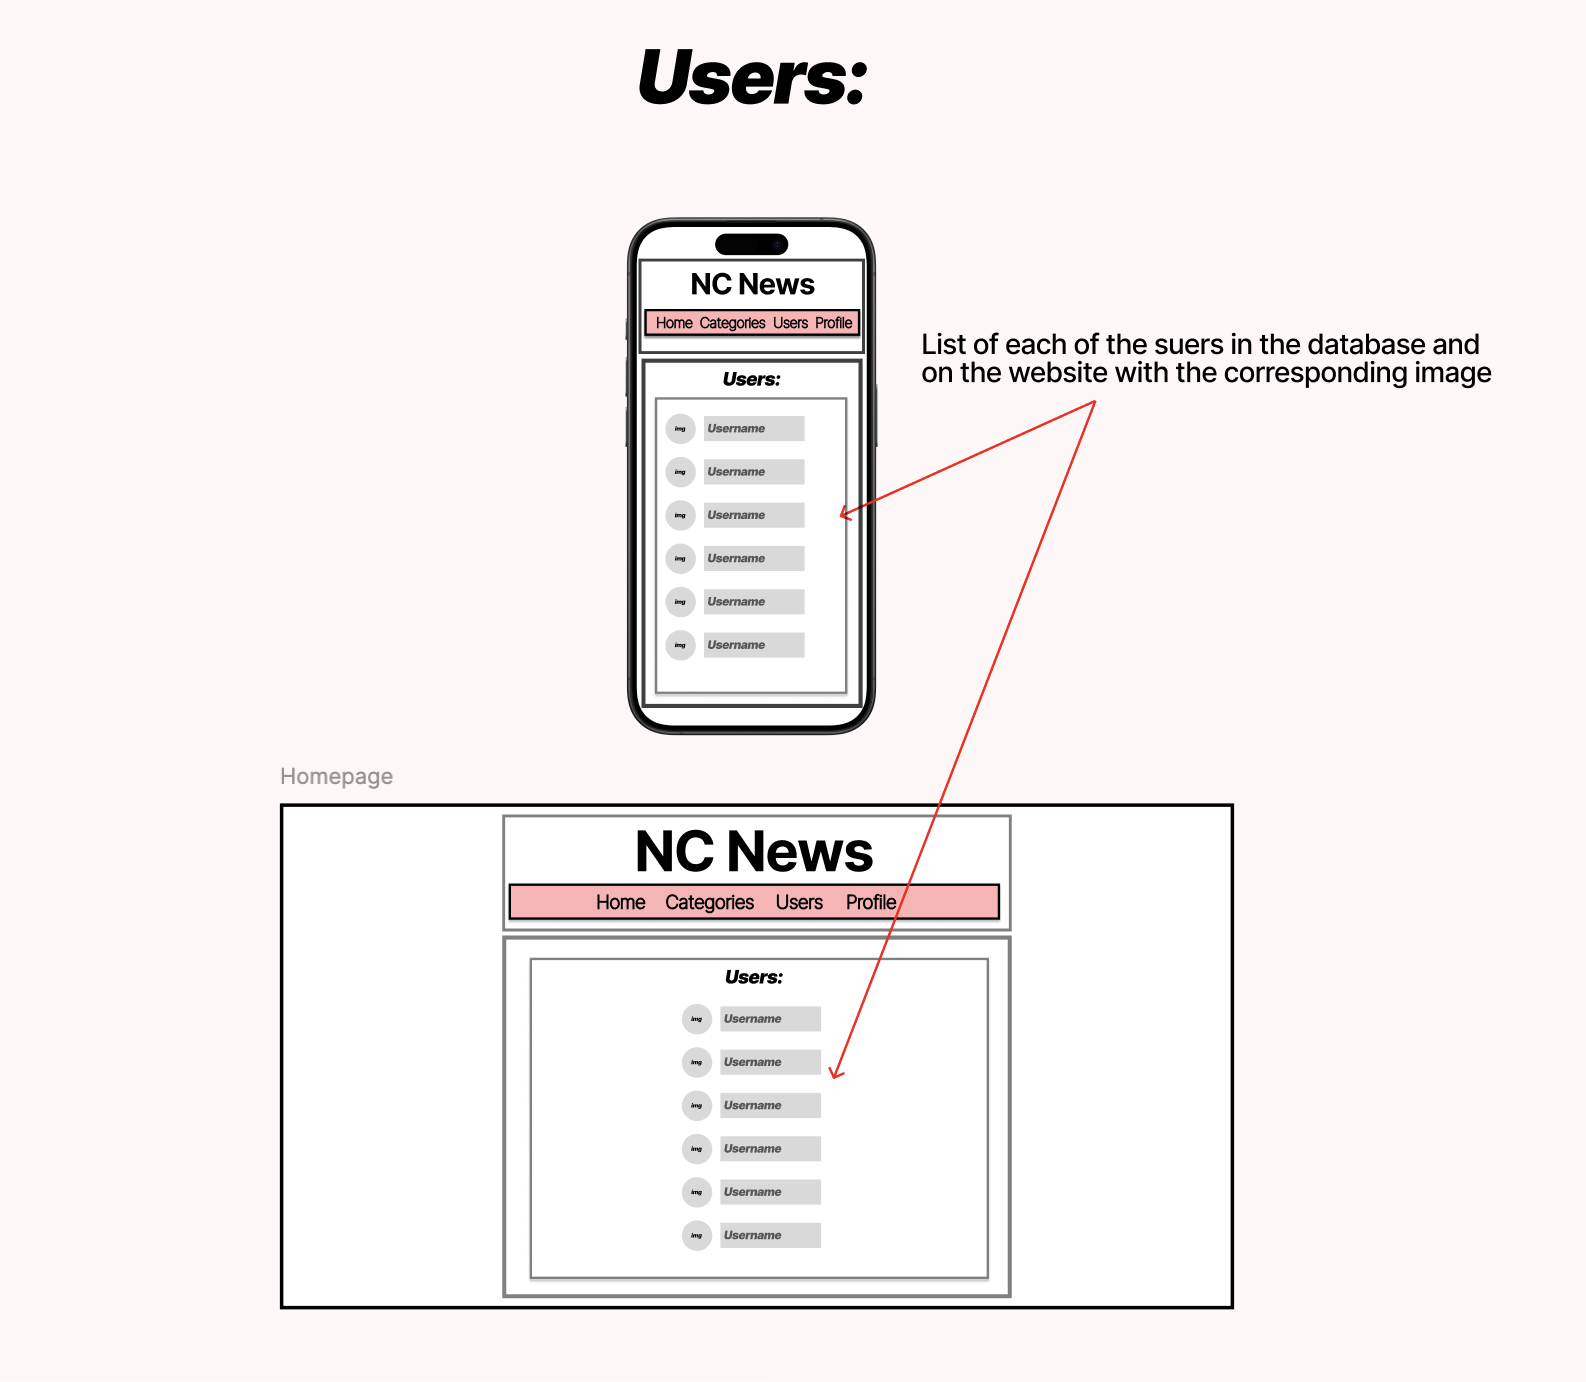 Users:
NC News
Home Categories Users Profile
List of each of the suers in the database and
on the website with the corresponding image
Users:
img Username
img Username
img Username
img Username
img Username
img Username
Homepage
NC News
Home Categories Users Profile
Users:
img Username
img Username
img Username
img Username
img Username
img Username